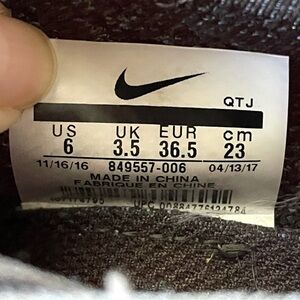 QTJ
US UK EUR cm
6 3.5 36.5 23
11/16/16 849557-006 04/13/17
MADE IN CHINA
FABRIQUE EN CHINE
UPC